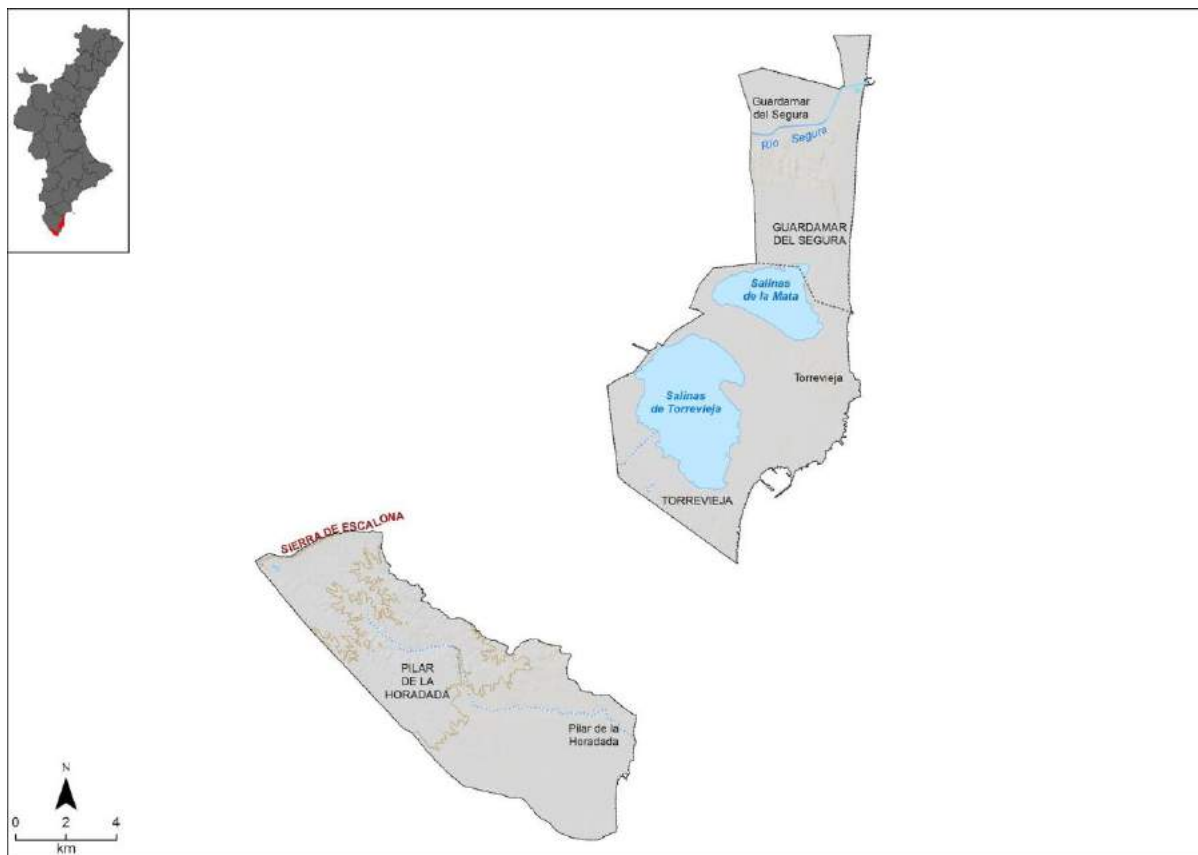 Guardamar
del Segura
Río Segura
GUARDAMAR
DEL SEGURA
Salinas
de la Mata
Torrevieja
Salinas
de Torrevieja
TORREVIEJA
SIERRA DE ESCALONA
PILAR
DE LA
HORADADA
Pilar de la
Horadada
N
0 2 4
km